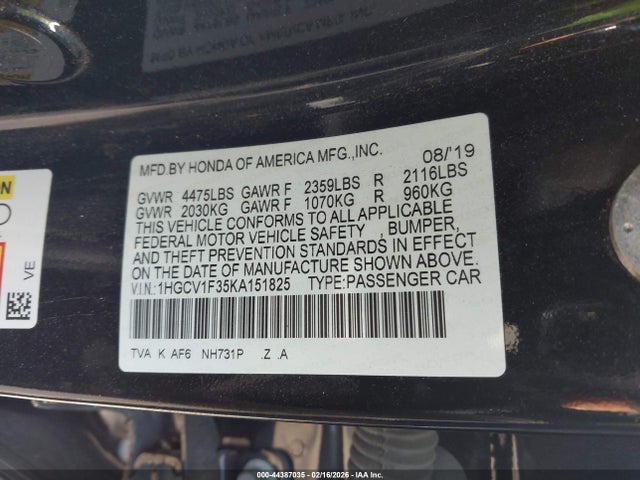 MFD.BY HONDA OF AMERICA MFG.,INC. 08/'19
GVWR 4475LBS GAWR F 2359LBS R 2116LBS
GVWR 2030KG GAWR F 1070KG R 960KG
THIS VEHICLE CONFORMS TO ALL APPLICABLE
FEDERAL MOTOR VEHICLE SAFETY , BUMPER,
AND THEFT PREVENTION STANDARDS IN EFFECT
ON THE DATE OF MANUFACTURE SHOWN ABOVE.
V.I.N.: 1HGCV1F35KA151825 TYPE:PASSENGER CAR
TVA K AF6 NH731P .Z .A
VE
000-44387035 - 02/16/2026 - IAA Inc.